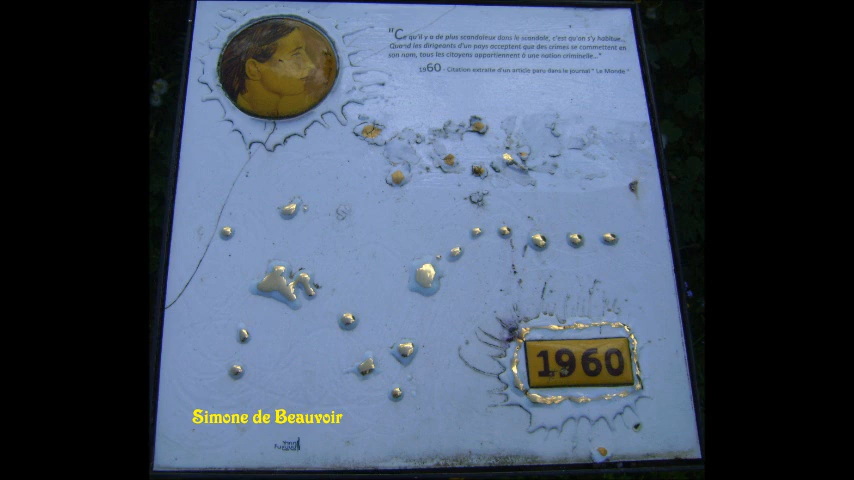 "Ce qu'il y a de plus scandaleux dans le scandale, c'est qu'on s'y habitue...
Quand les dirigeants d'un pays acceptent que des crimes se commettent en
son nom, tous les citoyens appartiennent à une nation criminelle..."
1960 - Citation extraite d'un article paru dans le journal " Le Monde "
1960
Simone de Beauvoir